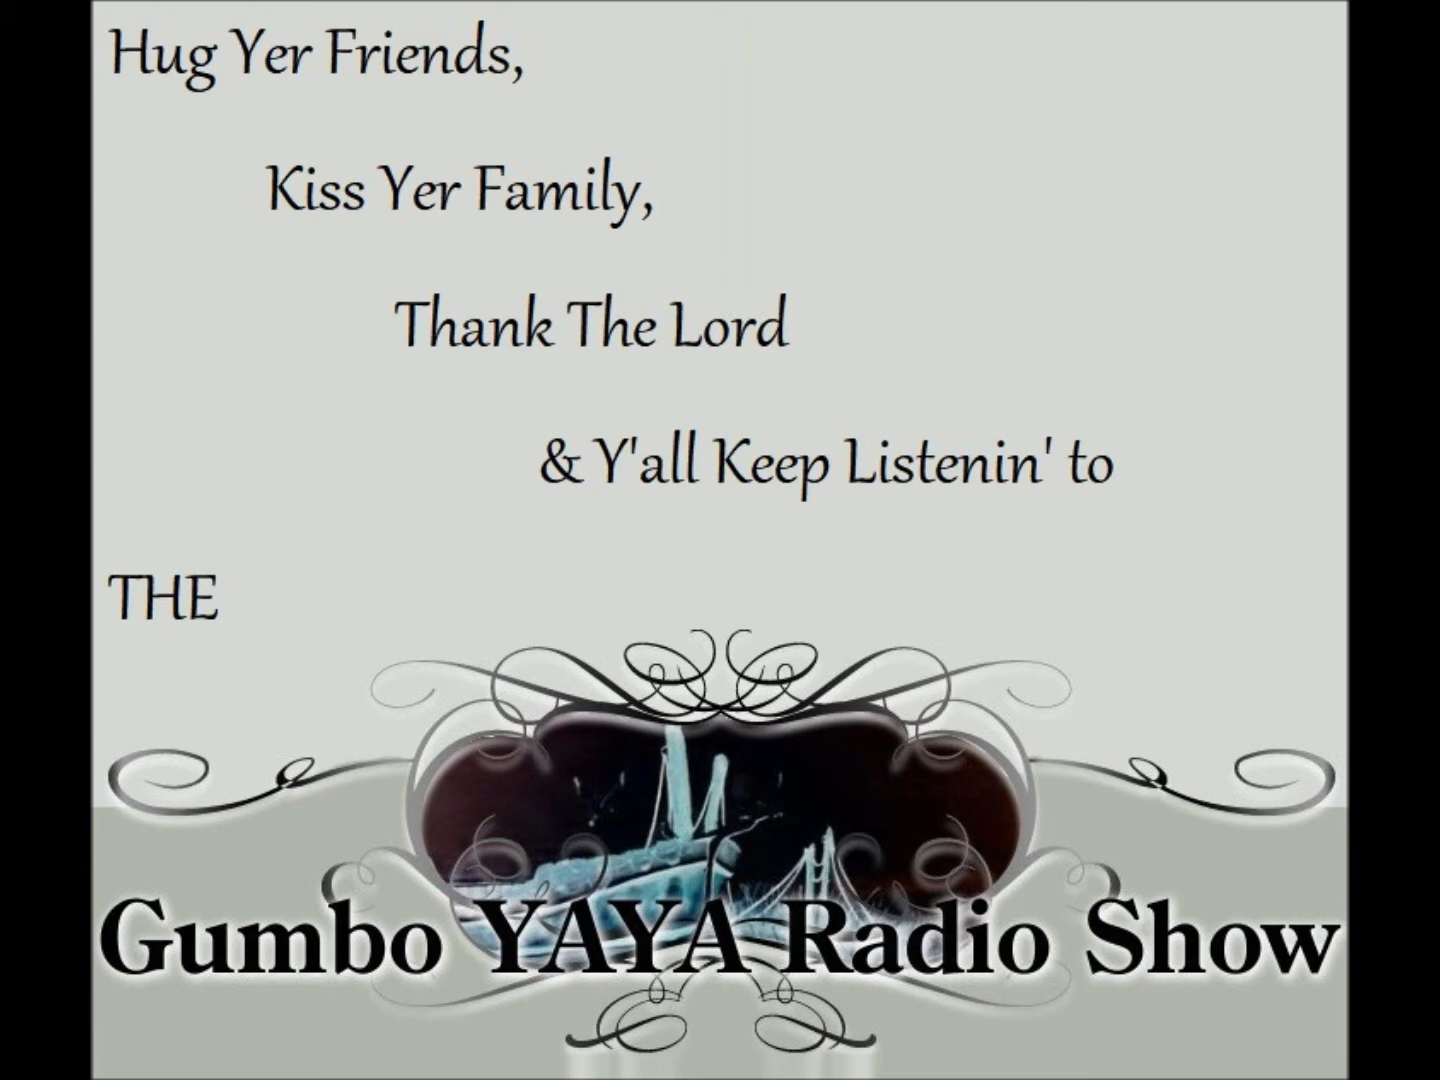 Hug Yer Friends,
Kiss Yer Family,
Thank The Lord
& Y'all Keep Listenin' to
THE
Gumbo YAYA Radio Show